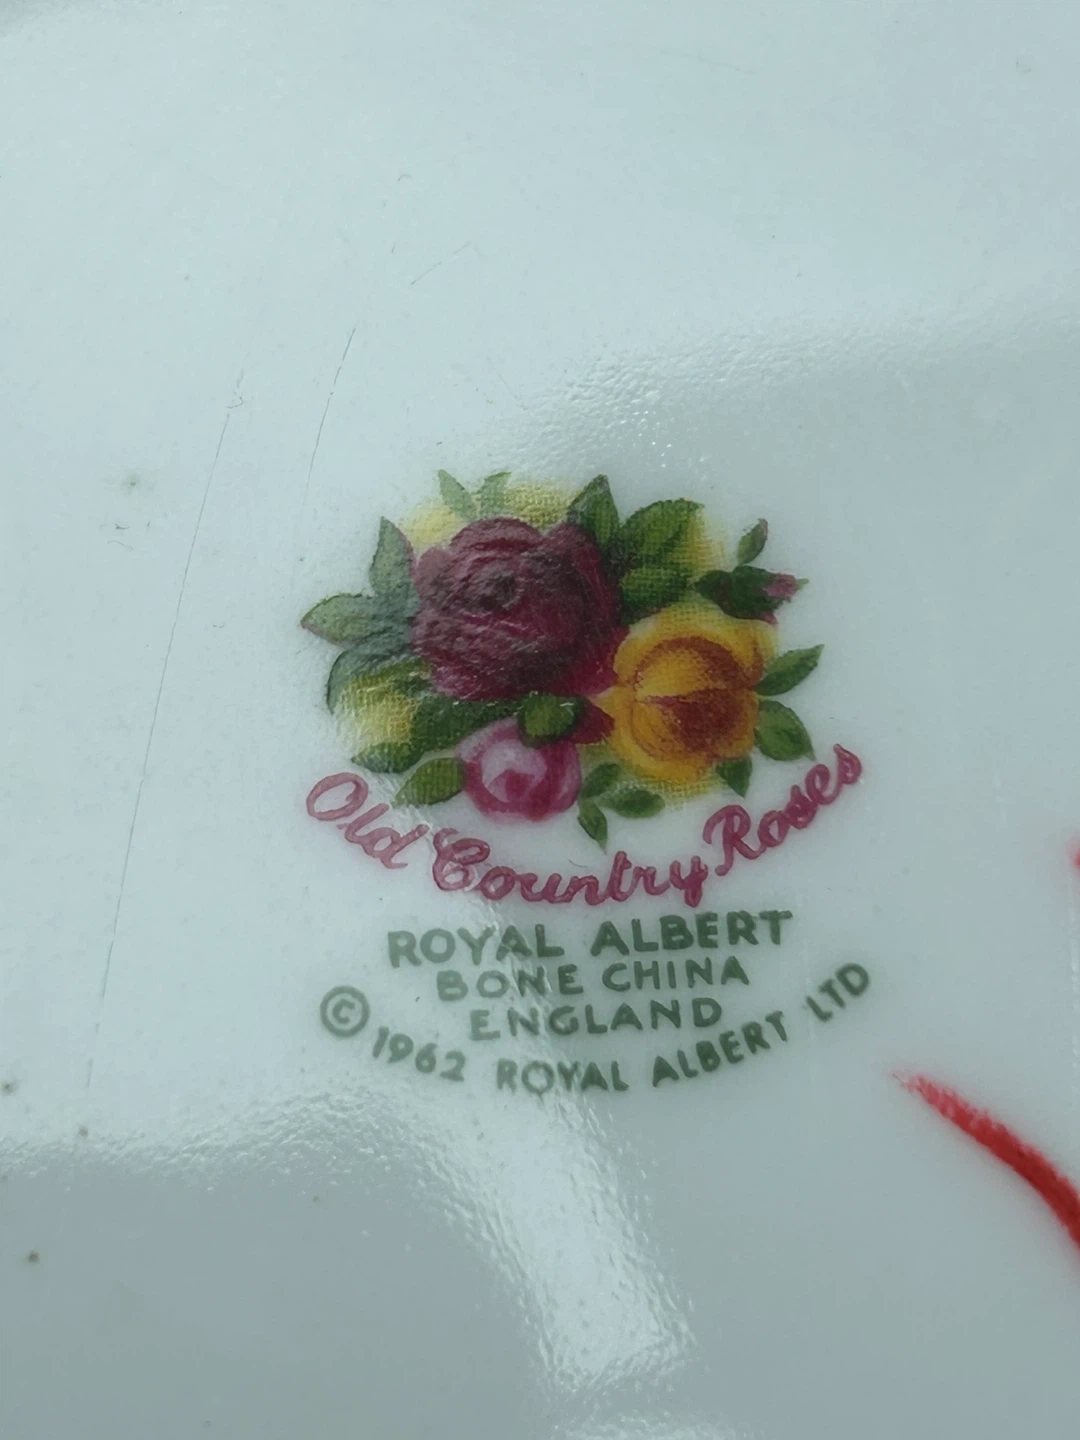 Old Country Roses
ROYAL ALBERT
BONE CHINA
ENGLAND
© 1962 ROYAL ALBERT LTD